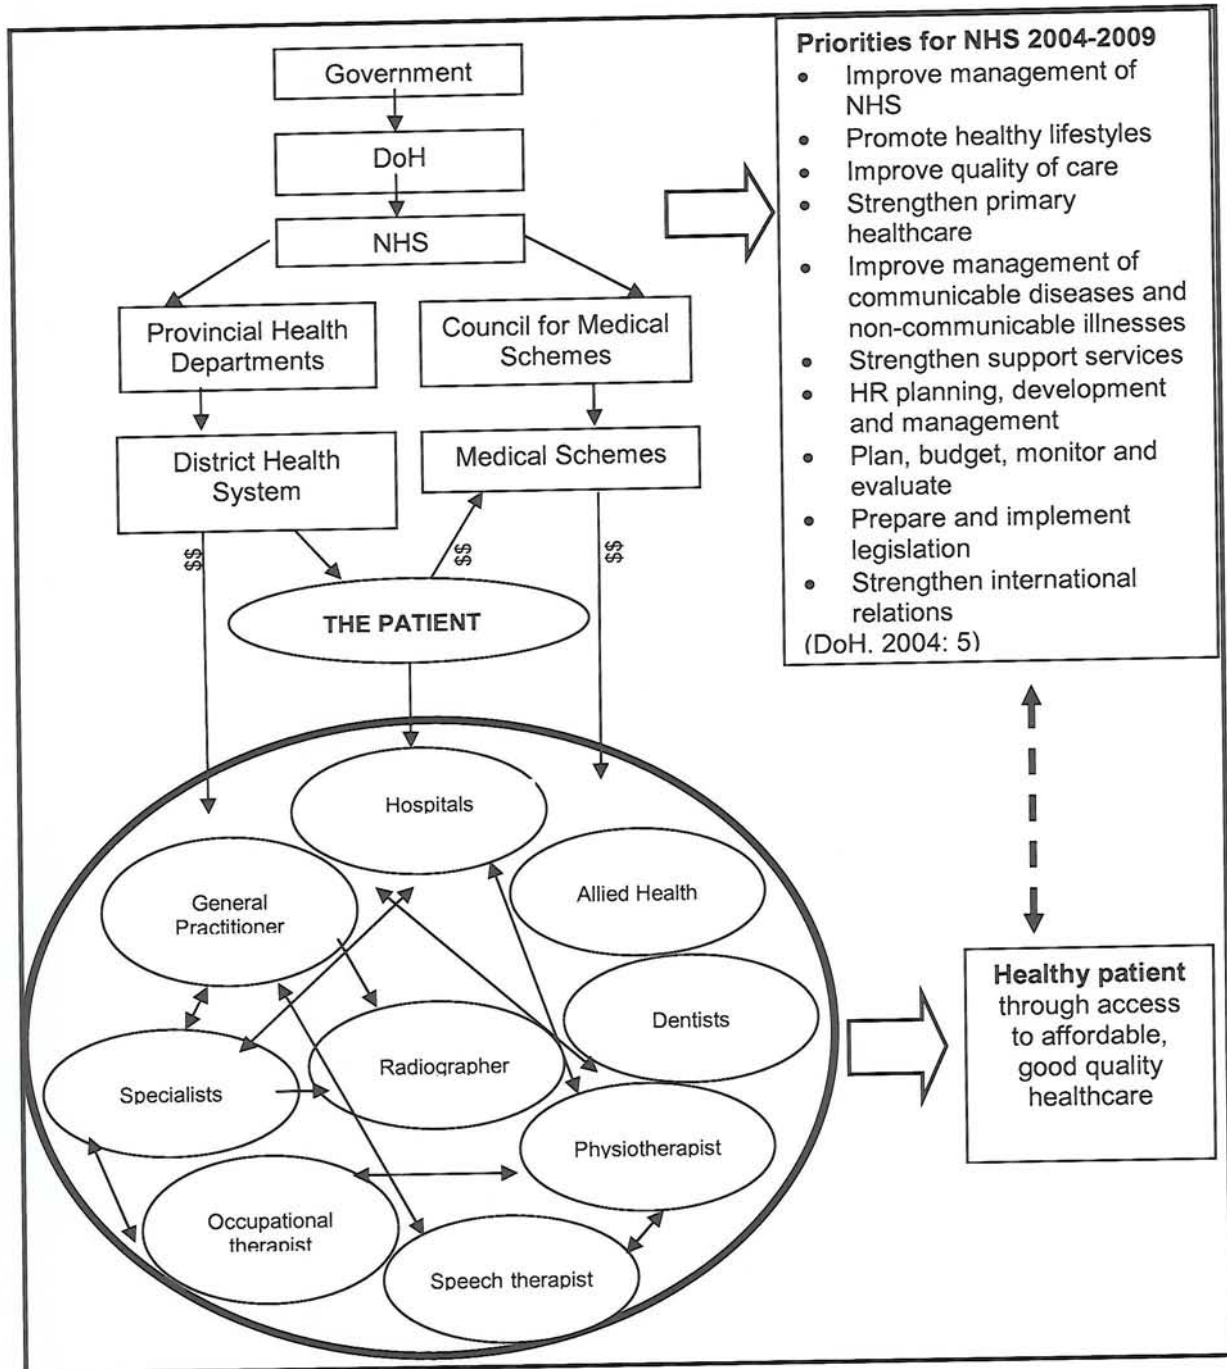 Government
DoH
NHS
Provincial Health
Departments
Council for Medical
Schemes
District Health
System
Medical Schemes
$$
$$
$$
THE PATIENT
Priorities for NHS 2004-2009
• Improve management of
NHS
• Promote healthy lifestyles
• Improve quality of care
• Strengthen primary
healthcare
• Improve management of
communicable diseases and
non-communicable illnesses
• Strengthen support services
• HR planning, development
and management
• Plan, budget, monitor and
evaluate
• Prepare and implement
legislation
• Strengthen international
relations
(DoH. 2004: 5)
Hospitals
General
Practitioner
Allied Health
Dentists
Radiographer
Specialists
Physiotherapist
Occupational
therapist
Speech therapist
Healthy patient
through access
to affordable,
good quality
healthcare